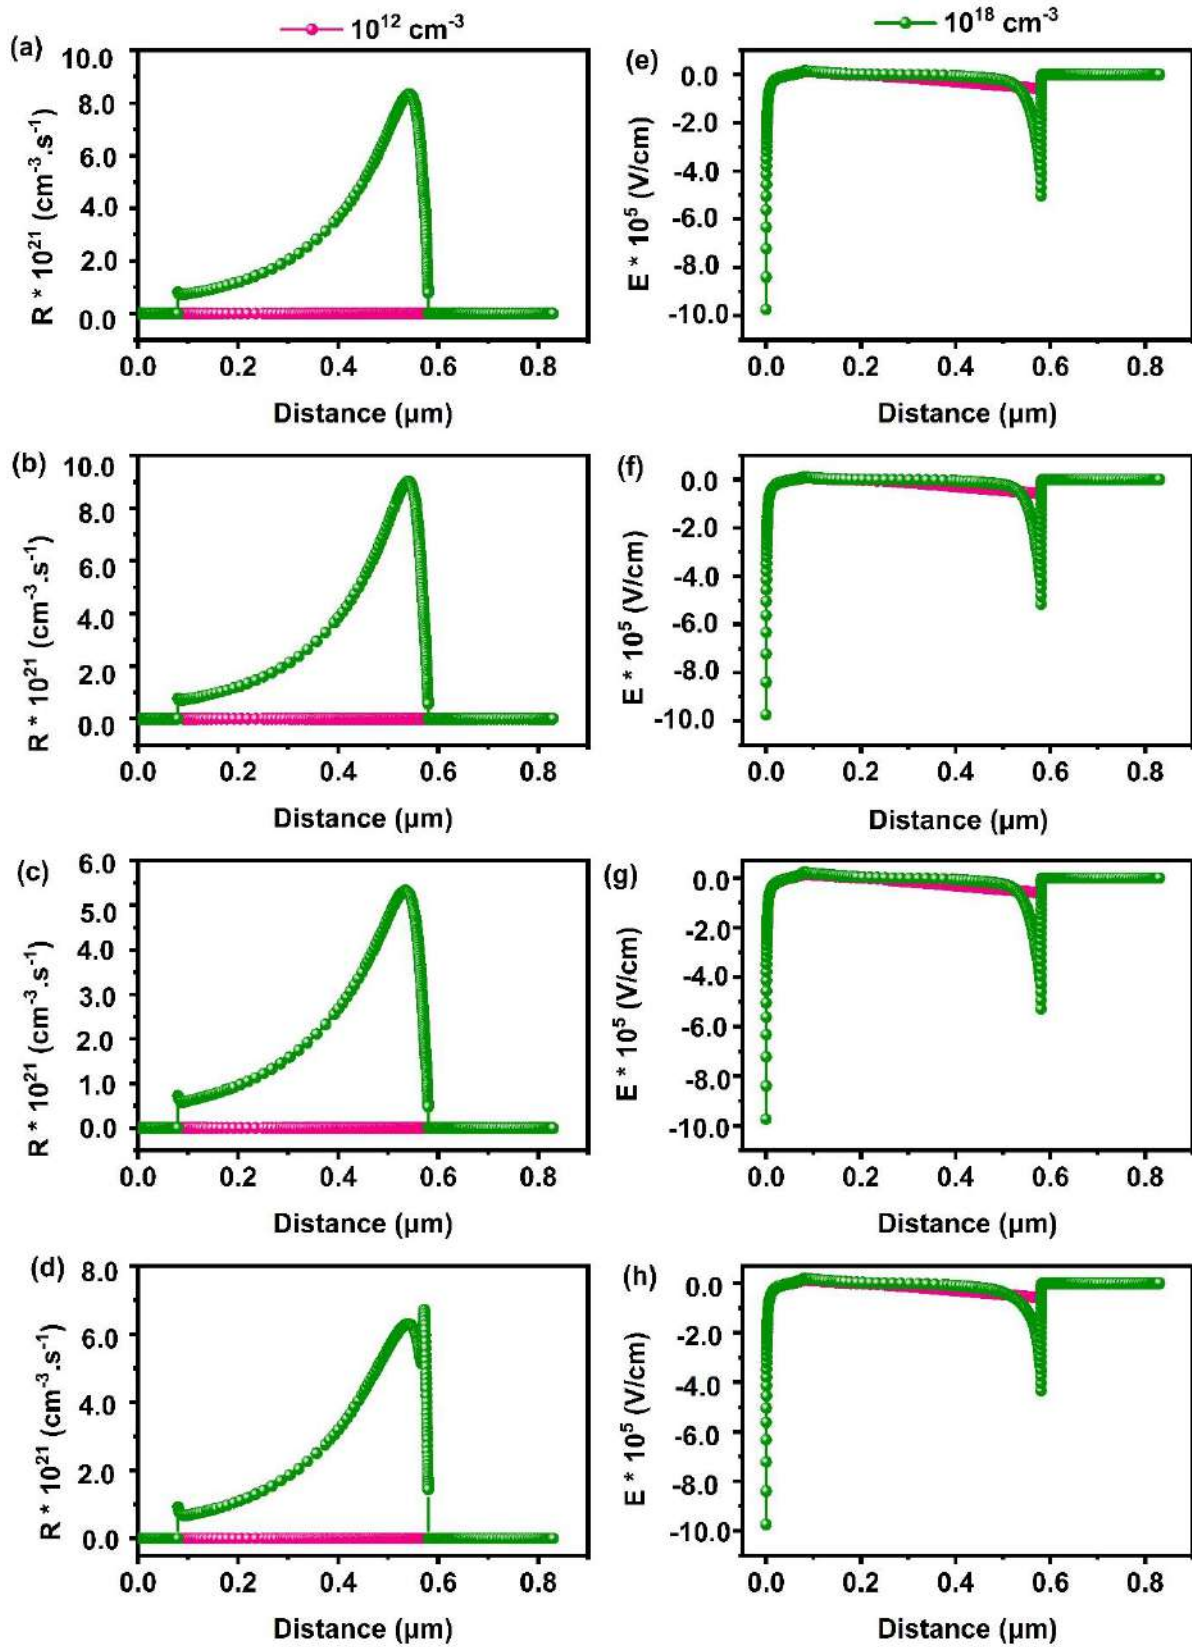 10¹² cm⁻³
10¹⁸ cm⁻³
(a)
R * 10²¹ (cm⁻³.s⁻¹)
10.0
8.0
6.0
4.0
2.0
0.0
0.0 0.2 0.4 0.6 0.8
Distance (µm)
(e)
E * 10⁵ (V/cm)
0.0
-2.0
-4.0
-6.0
-8.0
-10.0
0.0 0.2 0.4 0.6 0.8
Distance (µm)
(b)
R * 10²¹ (cm⁻³.s⁻¹)
10.0
8.0
6.0
4.0
2.0
0.0
0.0 0.2 0.4 0.6 0.8
Distance (µm)
(f)
E * 10⁵ (V/cm)
0.0
-2.0
-4.0
-6.0
-8.0
-10.0
0.0 0.2 0.4 0.6 0.8
Distance (µm)
(c)
R * 10²¹ (cm⁻³.s⁻¹)
6.0
5.0
4.0
3.0
2.0
1.0
0.0
0.0 0.2 0.4 0.6 0.8
Distance (µm)
(g)
E * 10⁵ (V/cm)
0.0
-2.0
-4.0
-6.0
-8.0
-10.0
0.0 0.2 0.4 0.6 0.8
Distance (µm)
(d)
R * 10²¹ (cm⁻³.s⁻¹)
8.0
6.0
4.0
2.0
0.0
0.0 0.2 0.4 0.6 0.8
Distance (µm)
(h)
E * 10⁵ (V/cm)
0.0
-2.0
-4.0
-6.0
-8.0
-10.0
0.0 0.2 0.4 0.6 0.8
Distance (µm)